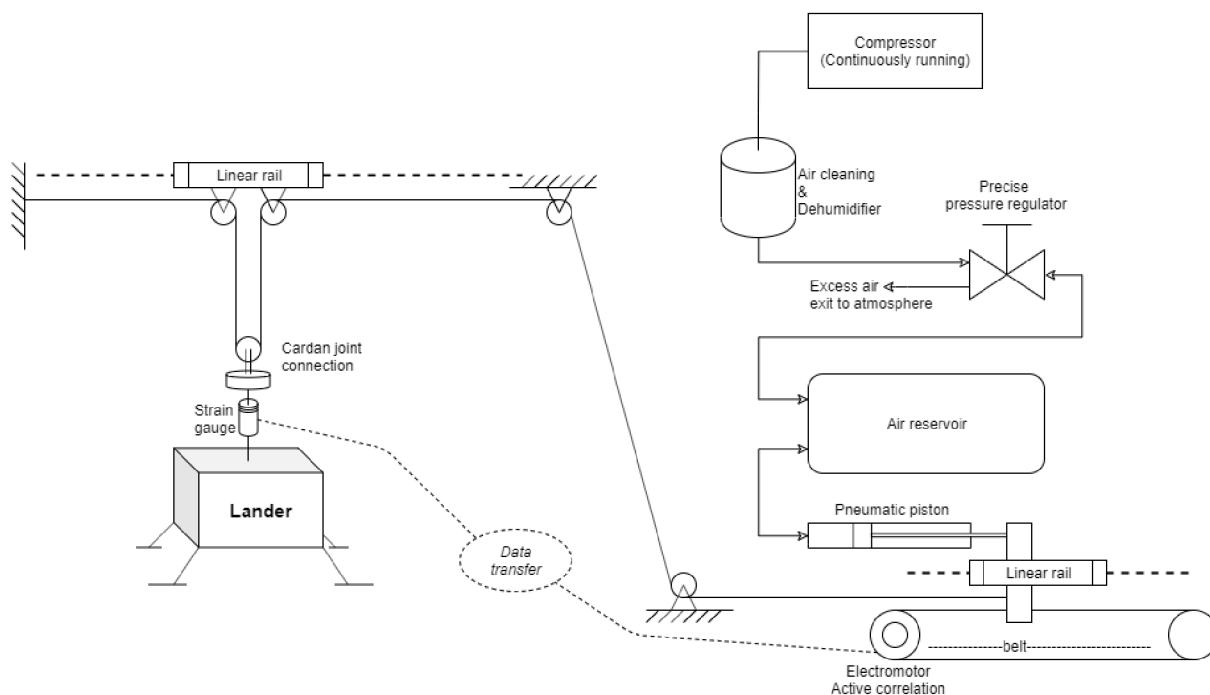 Compressor
(Continuously running)
Linear rail
Air cleaning
&
Dehumidifier
Precise
pressure regulator
Excess air
exit to atmosphere
Cardan joint
connection
Strain
gauge
Air reservoir
Lander
Pneumatic piston
Data
transfer
Linear rail
belt
Electromotor
Active correlation